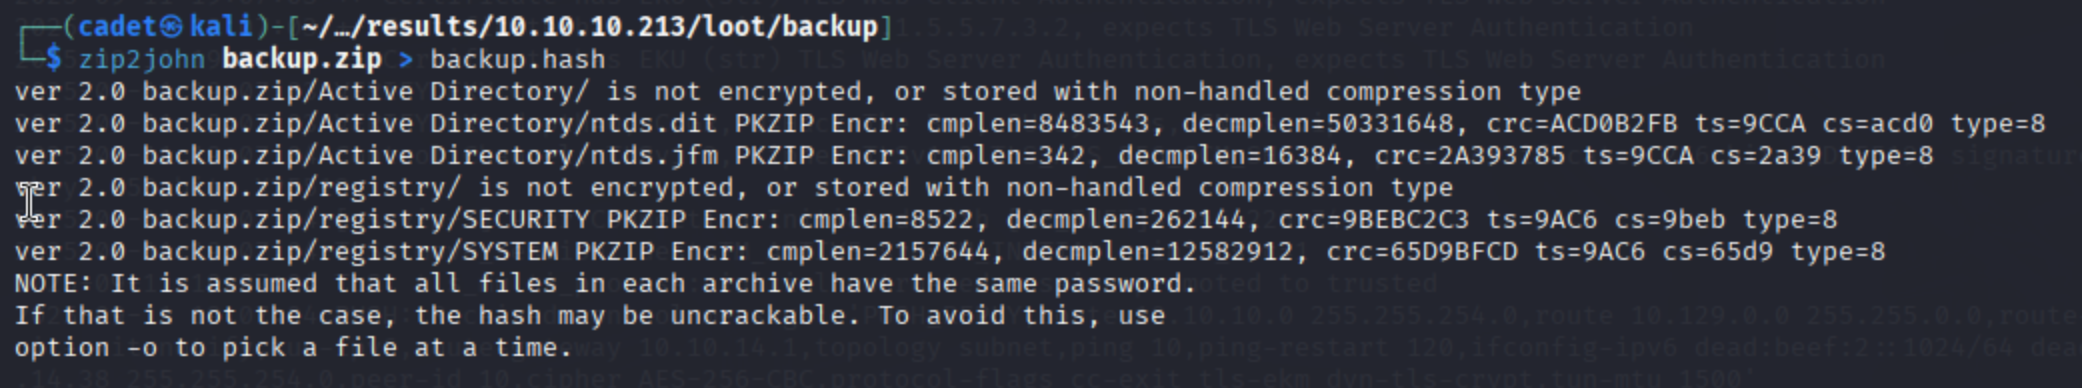 ┌──(cadet㉿kali)-[~/…/results/10.10.10.213/loot/backup]
└─$ zip2john backup.zip > backup.hash
ver 2.0 backup.zip/Active Directory/ is not encrypted, or stored with non-handled compression type
ver 2.0 backup.zip/Active Directory/ntds.dit PKZIP Encr: cmplen=8483543, decmplen=50331648, crc=ACD0B2FB ts=9CCA cs=acd0 type=8
ver 2.0 backup.zip/Active Directory/ntds.jfm PKZIP Encr: cmplen=342, decmplen=16384, crc=2A393785 ts=9CCA cs=2a39 type=8
ver 2.0 backup.zip/registry/ is not encrypted, or stored with non-handled compression type
ver 2.0 backup.zip/registry/SECURITY PKZIP Encr: cmplen=8522, decmplen=262144, crc=9BEBC2C3 ts=9AC6 cs=9beb type=8
ver 2.0 backup.zip/registry/SYSTEM PKZIP Encr: cmplen=2157644, decmplen=12582912, crc=65D9BFCD ts=9AC6 cs=65d9 type=8
NOTE: It is assumed that all files in each archive have the same password.
If that is not the case, the hash may be uncrackable. To avoid this, use
option -o to pick a file at a time.